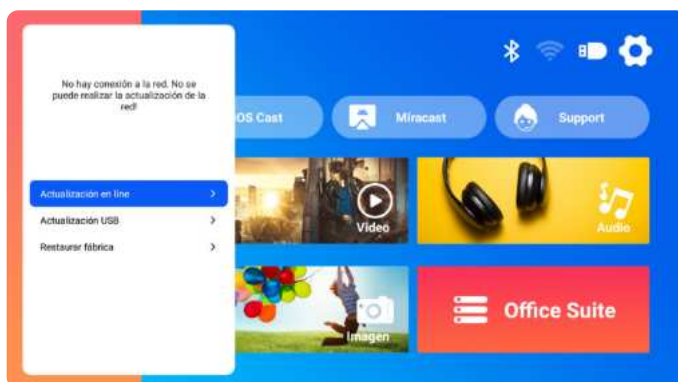 No hay conexión a la red. No se
puede realizar la actualización de la
red!
OS Cast
Miracast
Support
Actualización en line
Actualización USB
Restaurar fábrica
Video
Audio
Imagen
Office Suite